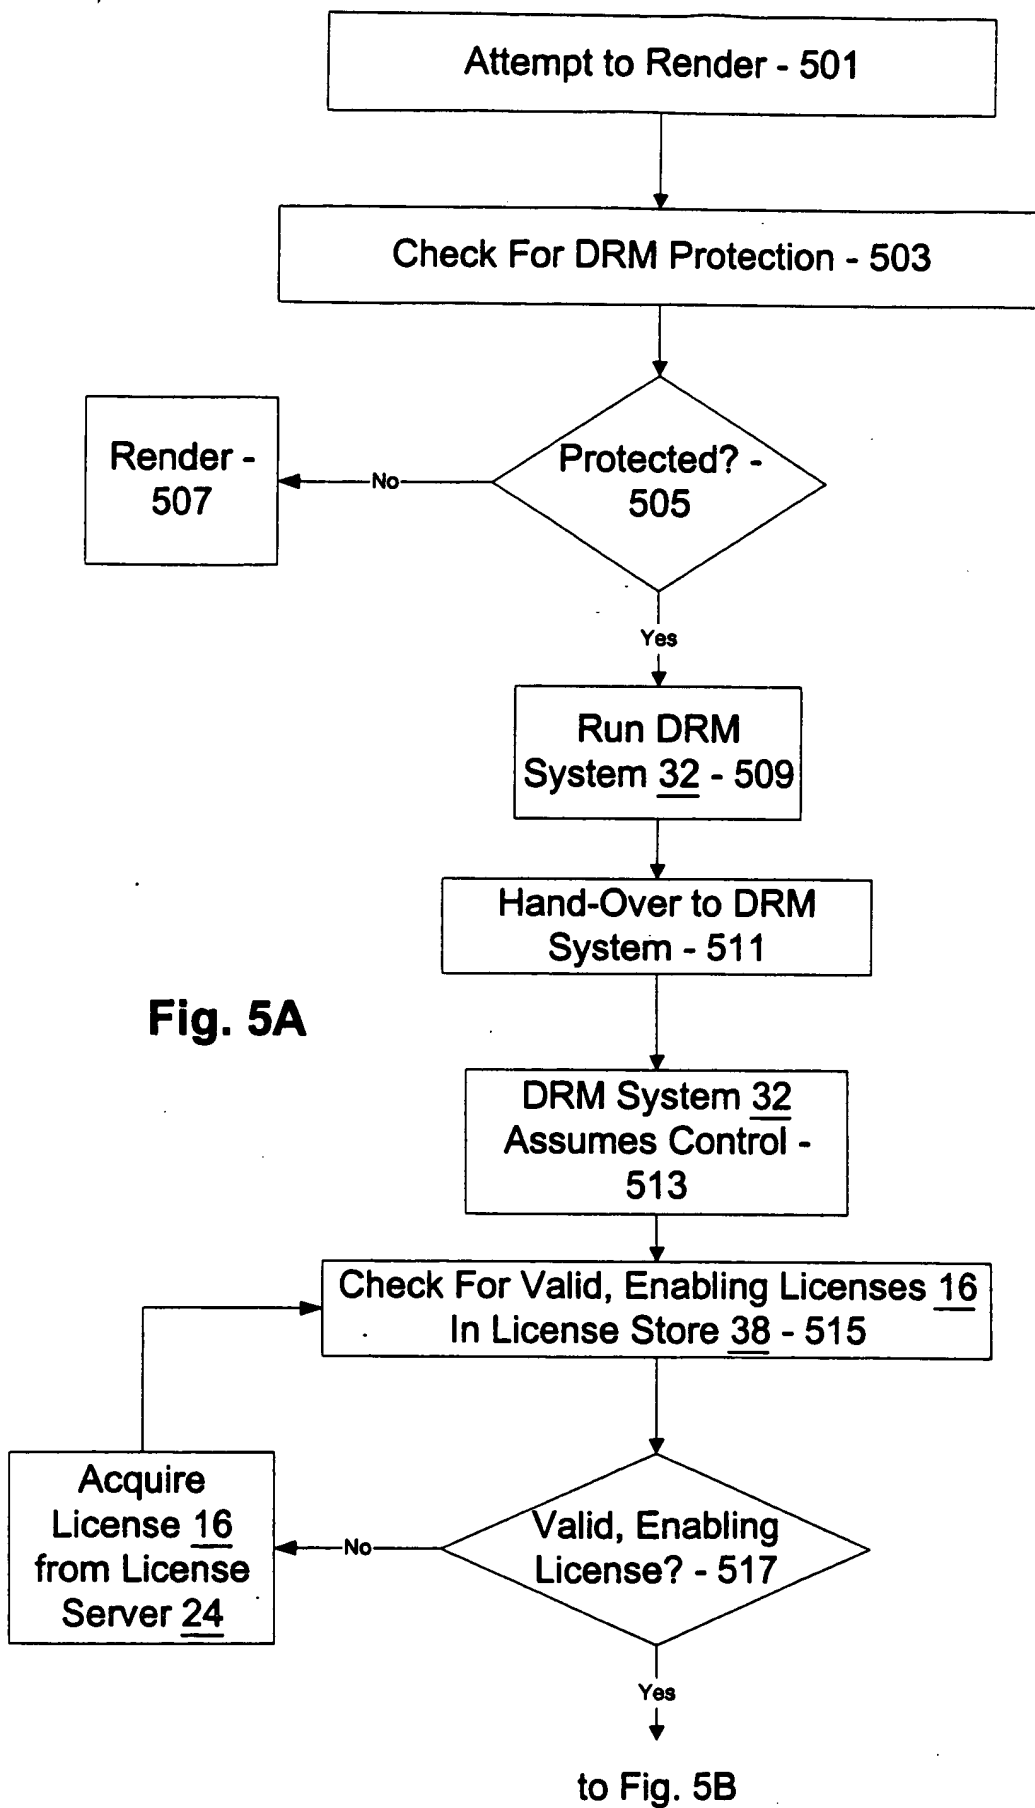 Attempt to Render - 501
Check For DRM Protection - 503
Protected? -
505
No
Render -
507
Yes
Run DRM
System 32 - 509
Hand-Over to DRM
System - 511
Fig. 5A
DRM System 32
Assumes Control -
513
Check For Valid, Enabling Licenses 16
In License Store 38 - 515
Valid, Enabling
License? - 517
No
Acquire
License 16
from License
Server 24
Yes
to Fig. 5B